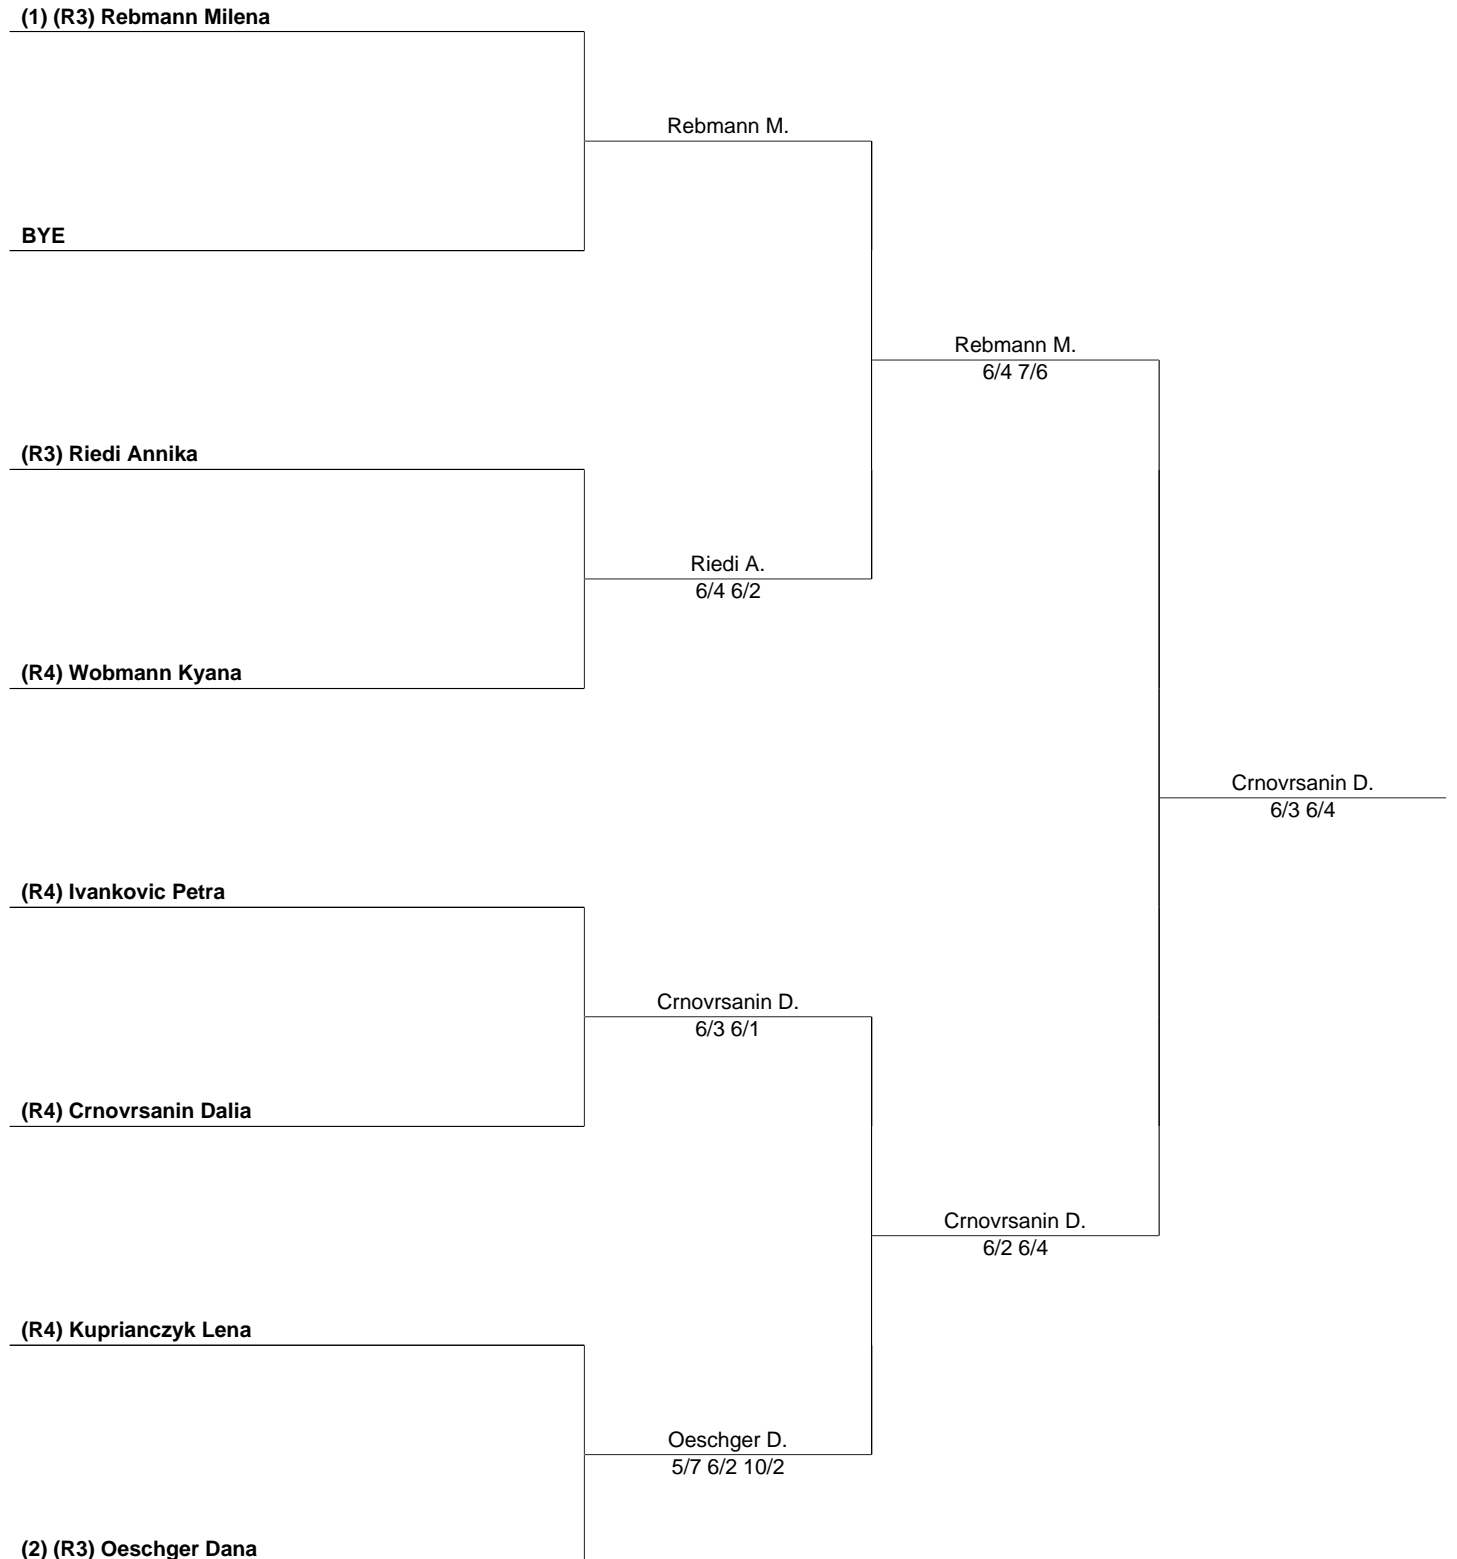 (1) (R3) Rebmann Milena
Rebmann M.
BYE
Rebmann M.
6/4 7/6
(R3) Riedi Annika
Riedi A.
6/4 6/2
(R4) Wobmann Kyana
Crnovrsanin D.
6/3 6/4
(R4) Ivankovic Petra
Crnovrsanin D.
6/3 6/1
(R4) Crnovrsanin Dalia
Crnovrsanin D.
6/2 6/4
(R4) Kuprianczyk Lena
Oeschger D.
5/7 6/2 10/2
(2) (R3) Oeschger Dana